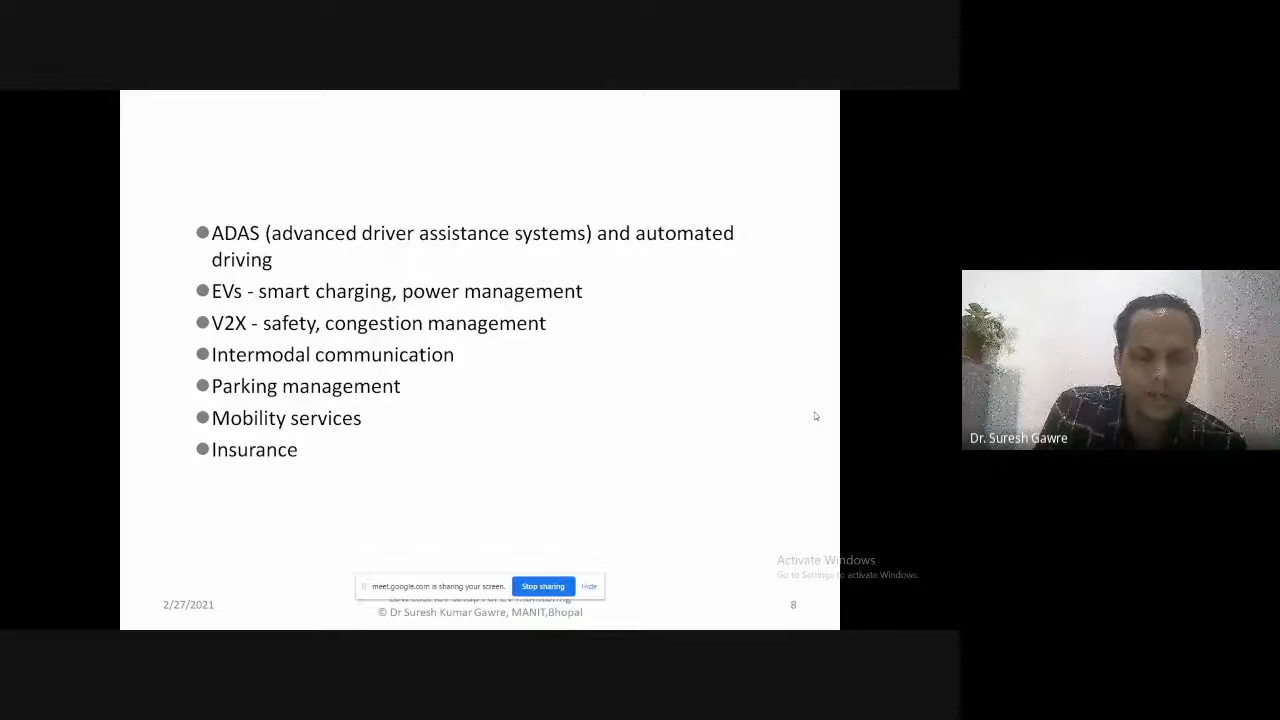 ADAS (advanced driver assistance systems) and automated
driving
EVs - smart charging, power management
V2X - safety, congestion management
Intermodal communication
Parking management
Mobility services
Insurance
Dr. Suresh Gawre
Activate Windows
Go to Settings to activate Windows.
meet.google.com is sharing your screen.
Stop sharing
Hide
2/27/2021
© Dr Suresh Kumar Gawre, MANIT,Bhopal
8